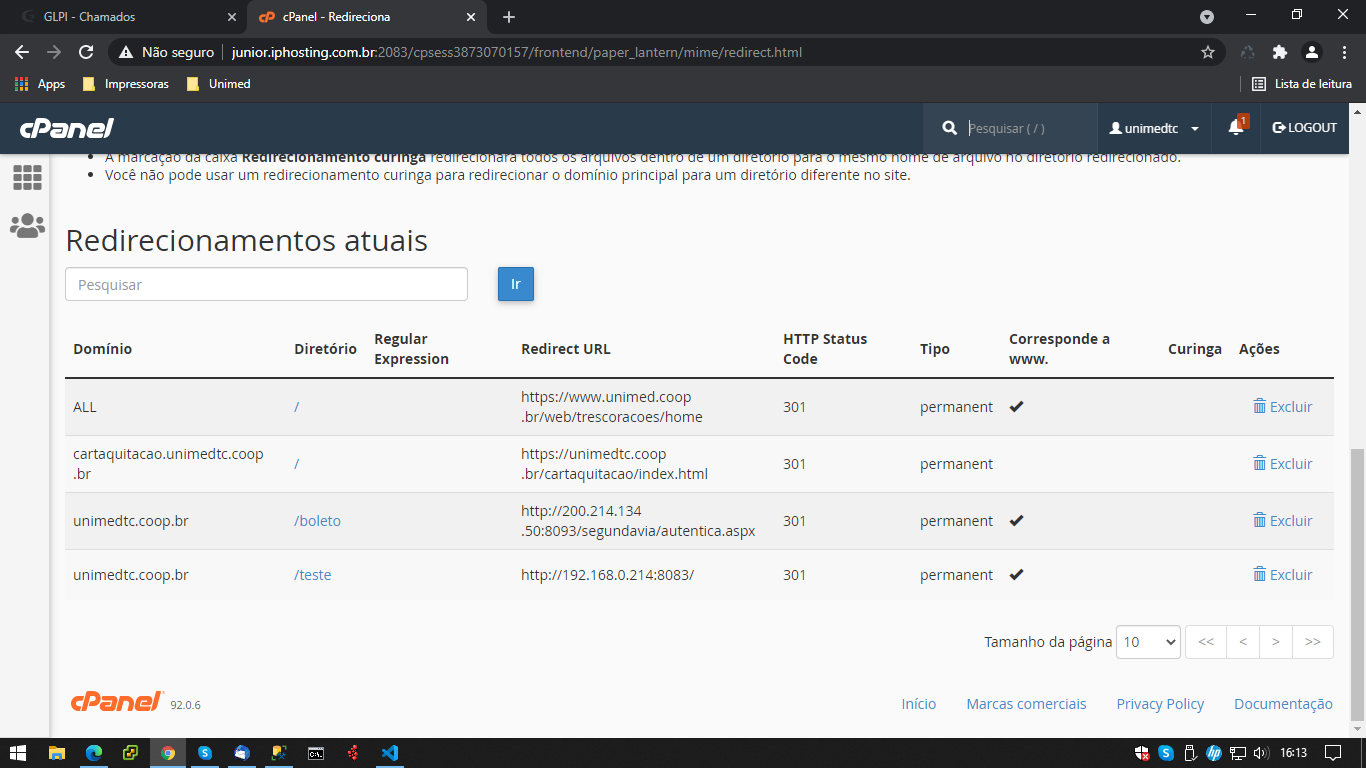 GLPI - Chamados
cPanel - Redireciona
Não seguro
junior.iphosting.com.br:2083/cpsess3873070157/frontend/paper_lantern/mime/redirect.html
Apps
Impressoras
Unimed
Lista de leitura
cPanel
Pesquisar ( / )
unimedtc
1
LOGOUT
A marcação da caixa Redirecionamento curinga redirecionará todos os arquivos dentro de um diretório para o mesmo nome de arquivo no diretório redirecionado.
Você não pode usar um redirecionamento curinga para redirecionar o domínio principal para um diretório diferente no site.
Redirecionamentos atuais
Pesquisar
Ir
Domínio
Diretório
Regular
Expression
Redirect URL
HTTP Status
Code
Tipo
Corresponde a
www.
Curinga
Ações
ALL
/
https://www.unimed.coop
.br/web/trescoracoes/home
301
permanent
Excluir
cartaquitacao.unimedtc.coop
.br
/
https://unimedtc.coop
.br/cartaquitacao/index.html
301
permanent
Excluir
unimedtc.coop.br
/boleto
http://200.214.134
.50:8093/segundavia/autentica.aspx
301
permanent
Excluir
unimedtc.coop.br
/teste
http://192.168.0.214:8083/
301
permanent
Excluir
Tamanho da página
10
<<
<
>
>>
cPanel
92.0.6
Início
Marcas comerciais
Privacy Policy
Documentação
16:13